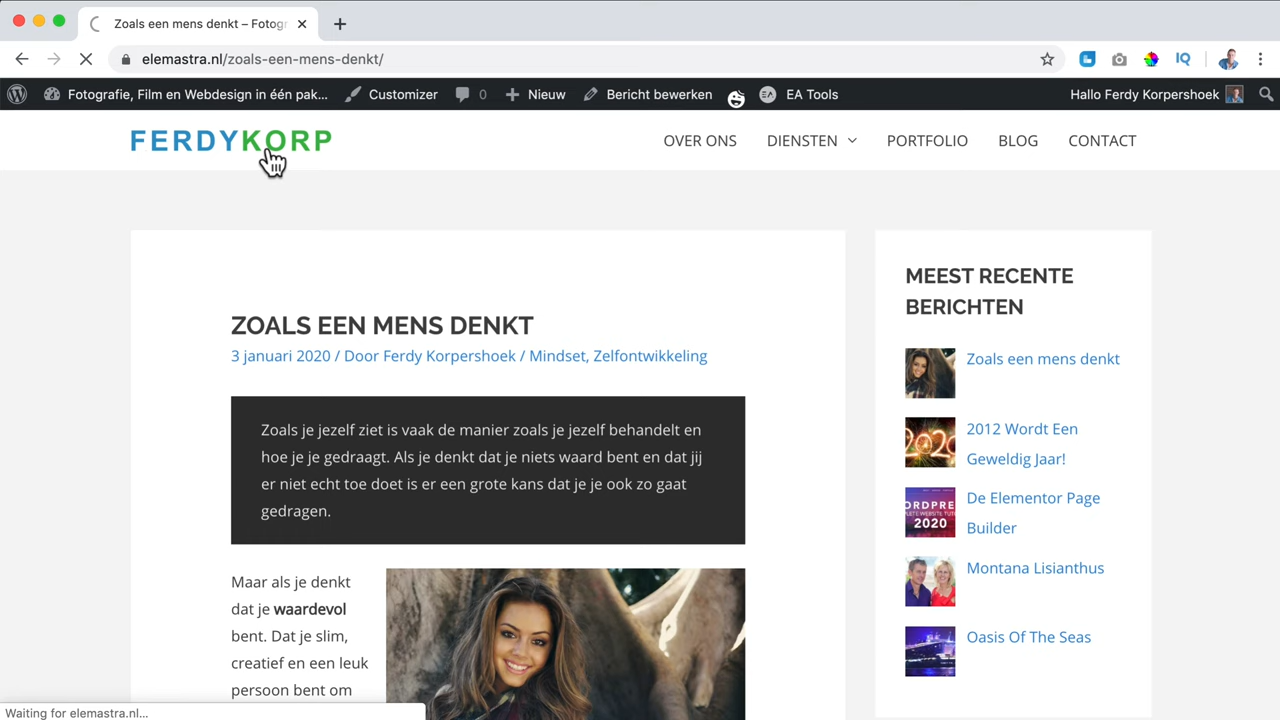 Zoals een mens denkt – Fotogr
elemastra.nl/zoals-een-mens-denkt/
IQ
Fotografie, Film en Webdesign in één pak... Customizer 0 Nieuw Bericht bewerken EA Tools Hallo Ferdy Korpershoek
FERDYKORP
OVER ONS DIENSTEN PORTFOLIO BLOG CONTACT
ZOALS EEN MENS DENKT
3 januari 2020 / Door Ferdy Korpershoek / Mindset, Zelfontwikkeling
Zoals je jezelf ziet is vaak de manier zoals je jezelf behandelt en
hoe je je gedraagt. Als je denkt dat je niets waard bent en dat jij
er niet echt toe doet is er een grote kans dat je je ook zo gaat
gedragen.
Maar als je denkt
dat je waardevol
bent. Dat je slim,
creatief en een leuk
persoon bent om
MEEST RECENTE
BERICHTEN
Zoals een mens denkt
2012 Wordt Een
Geweldig Jaar!
De Elementor Page
Builder
Montana Lisianthus
Oasis Of The Seas
Waiting for elemastra.nl...